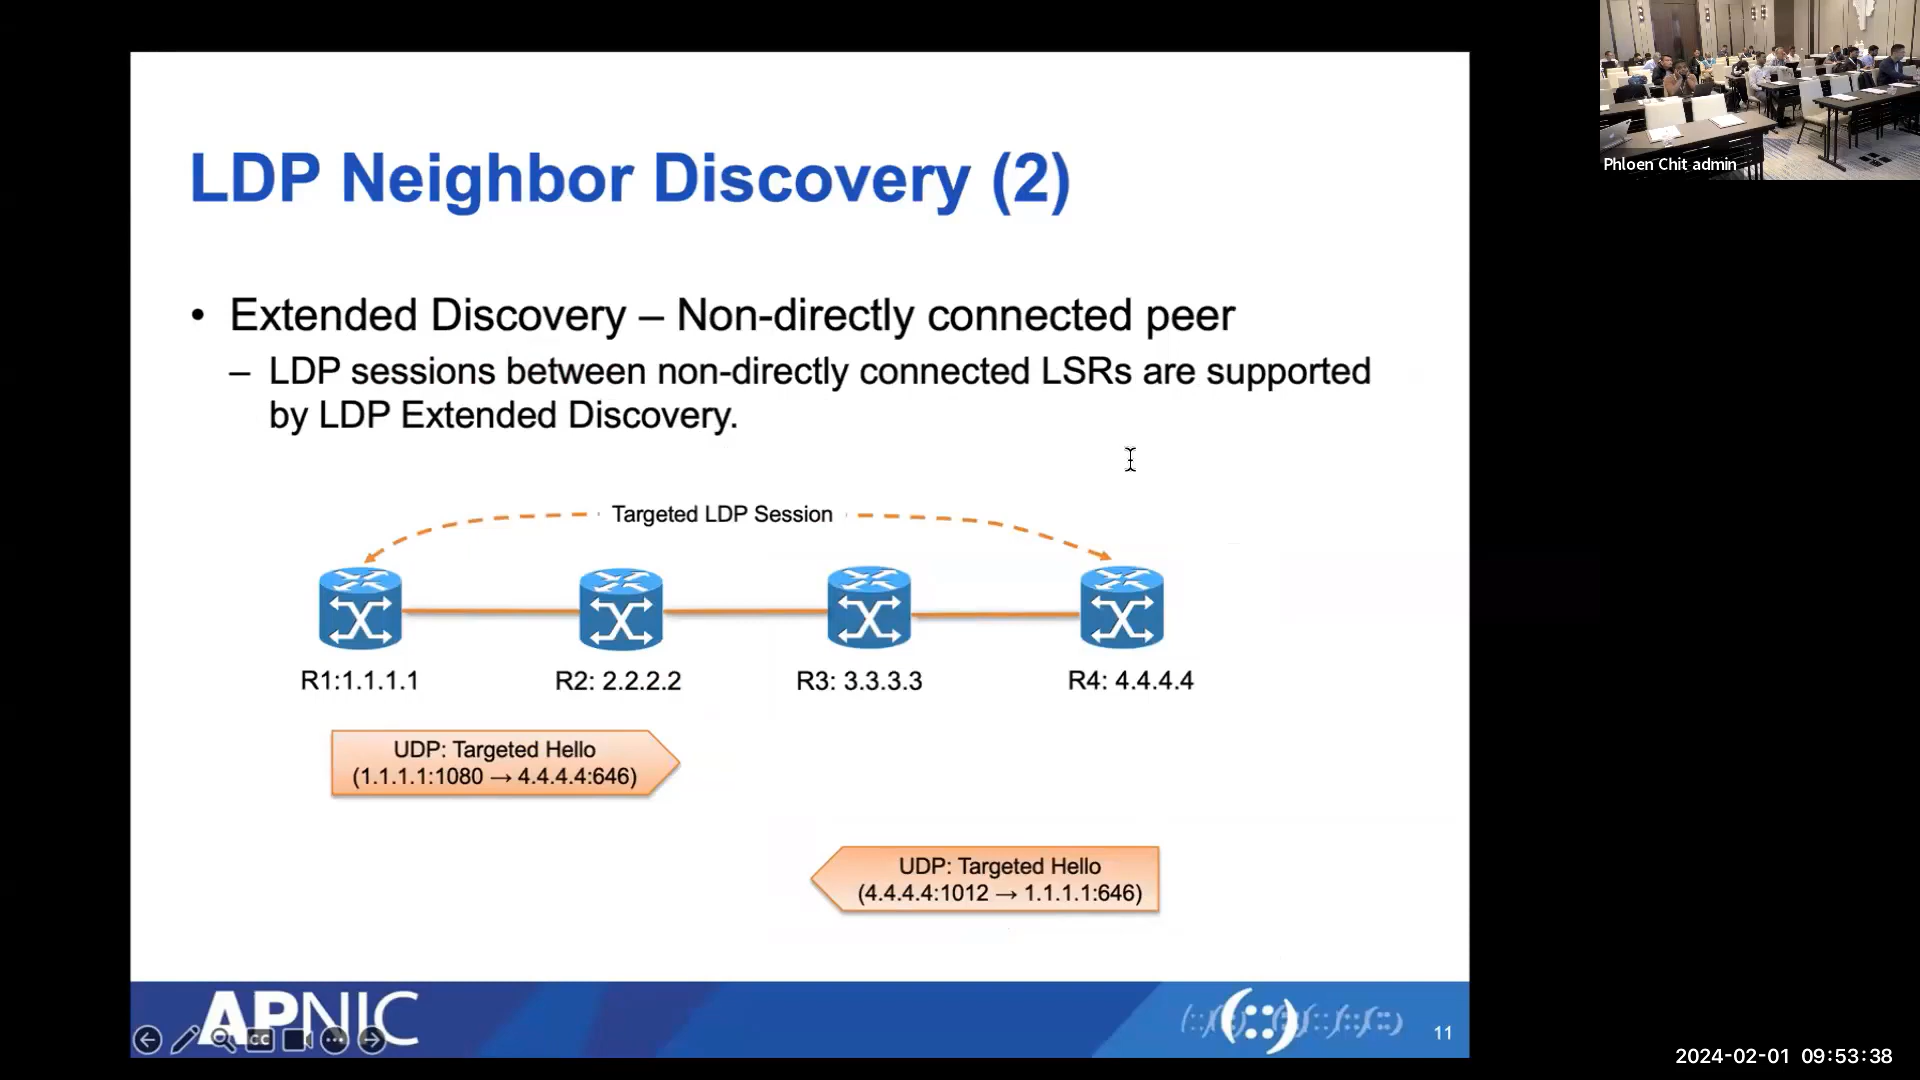 Phloen Chit admin
LDP Neighbor Discovery (2)
• Extended Discovery – Non-directly connected peer
– LDP sessions between non-directly connected LSRs are supported
by LDP Extended Discovery.
Targeted LDP Session
R1:1.1.1.1
R2: 2.2.2.2
R3: 3.3.3.3
R4: 4.4.4.4
UDP: Targeted Hello
(1.1.1.1:1080 → 4.4.4.4:646)
UDP: Targeted Hello
(4.4.4.4:1012 → 1.1.1.1:646)
APNIC
CC
(::)
11
2024-02-01 09:53:38